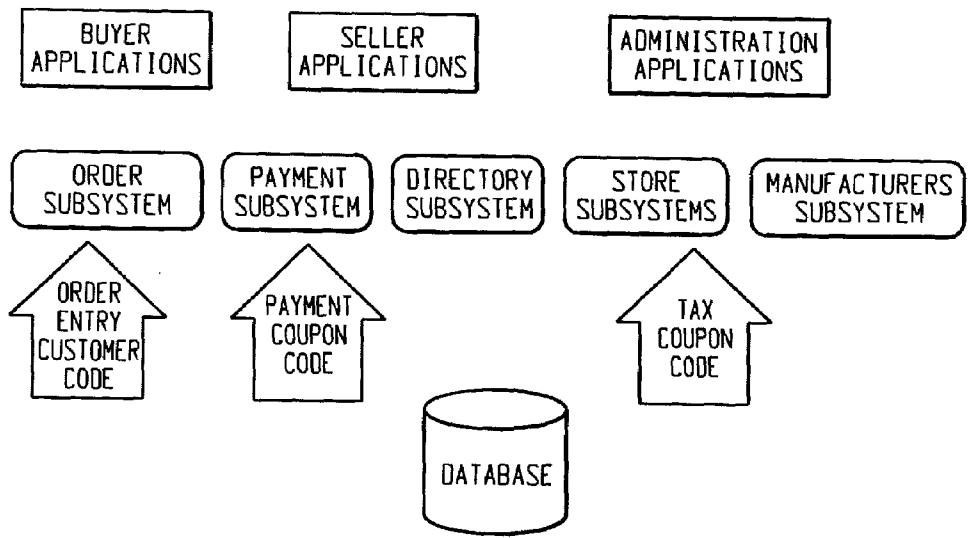 BUYER
APPLICATIONS
SELLER
APPLICATIONS
ADMINISTRATION
APPLICATIONS
ORDER
SUBSYSTEM
PAYMENT
SUBSYSTEM
DIRECTORY
SUBSYSTEM
STORE
SUBSYSTEMS
MANUFACTURERS
SUBSYSTEM
ORDER
ENTRY
CUSTOMER
CODE
PAYMENT
COUPON
CODE
TAX
COUPON
CODE
DATABASE